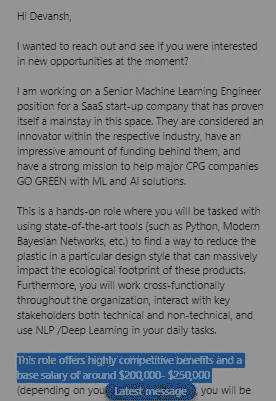 Hi Devansh,
I wanted to reach out and see if you were interested
in new opportunities at the moment?
I am working on a Senior Machine Learning Engineer
position for a SaaS start-up company that has proven
itself a mainstay in this space. They are considered an
innovator within the respective industry, have an
impressive amount of funding behind them, and
have a strong mission to help major CPG companies
GO GREEN with ML and AI solutions.
This is a hands-on role where you will be tasked with
using state-of-the-art tools (such as Python, Modern
Bayesian Networks, etc.) to find a way to reduce the
plastic in a particular design style that can massively
impact the ecological footprint of these products.
Furthermore, you will work cross-functionally
throughout the organization, interact with key
stakeholders both technical and non-technical, and
use NLP /Deep Learning in your daily tasks.
This role offers highly competitive benefits and a
base salary of around $200,000- $250,000
(depending on your Latest message , you will be